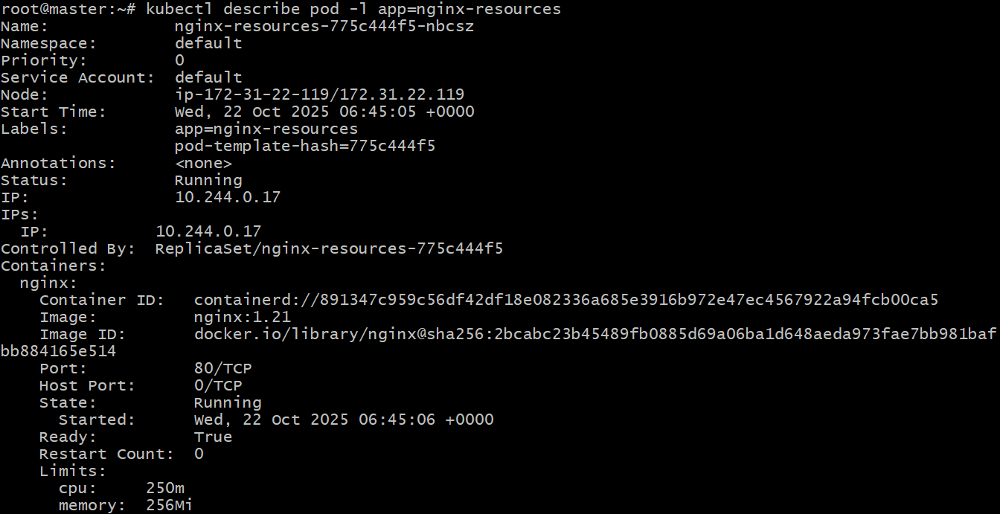 root@master:~# kubectl describe pod -l app=nginx-resources
Name:             nginx-resources-775c444f5-nbcsz
Namespace:        default
Priority:         0
Service Account:  default
Node:             ip-172-31-22-119/172.31.22.119
Start Time:       Wed, 22 Oct 2025 06:45:05 +0000
Labels:           app=nginx-resources
                  pod-template-hash=775c444f5
Annotations:      <none>
Status:           Running
IP:               10.244.0.17
IPs:
  IP:           10.244.0.17
Controlled By:  ReplicaSet/nginx-resources-775c444f5
Containers:
  nginx:
    Container ID:   containerd://891347c959c56df42df18e082336a685e3916b972e47ec4567922a94fcb00ca5
    Image:          nginx:1.21
    Image ID:       docker.io/library/nginx@sha256:2bcabc23b45489fb0885d69a06ba1d648aeda973fae7bb981baf
bb884165e514
    Port:           80/TCP
    Host Port:      0/TCP
    State:          Running
      Started:      Wed, 22 Oct 2025 06:45:06 +0000
    Ready:          True
    Restart Count:  0
    Limits:
      cpu:     250m
      memory:  256Mi